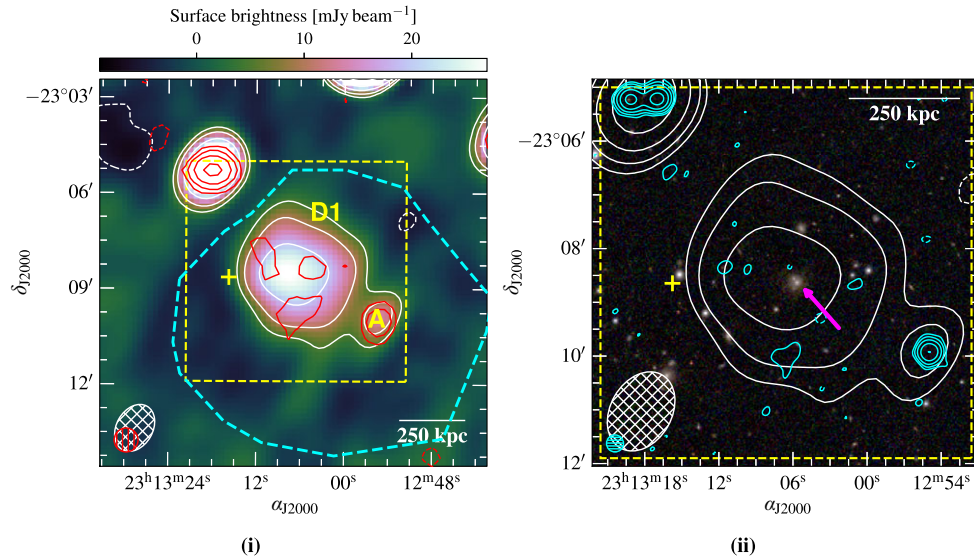 Surface brightness [mJy beam⁻¹]
0 10 20
−23°03′
06′
09′
12′
δJ2000
D1
A
250 kpc
23ʰ13ᵐ24ˢ 12ˢ 00ˢ 12ᵐ48ˢ
αJ2000
(i)
250 kpc
−23°06′
08′
10′
12′
δJ2000
23ʰ13ᵐ18ˢ 12ˢ 06ˢ 00ˢ 12ᵐ54ˢ
αJ2000
(ii)